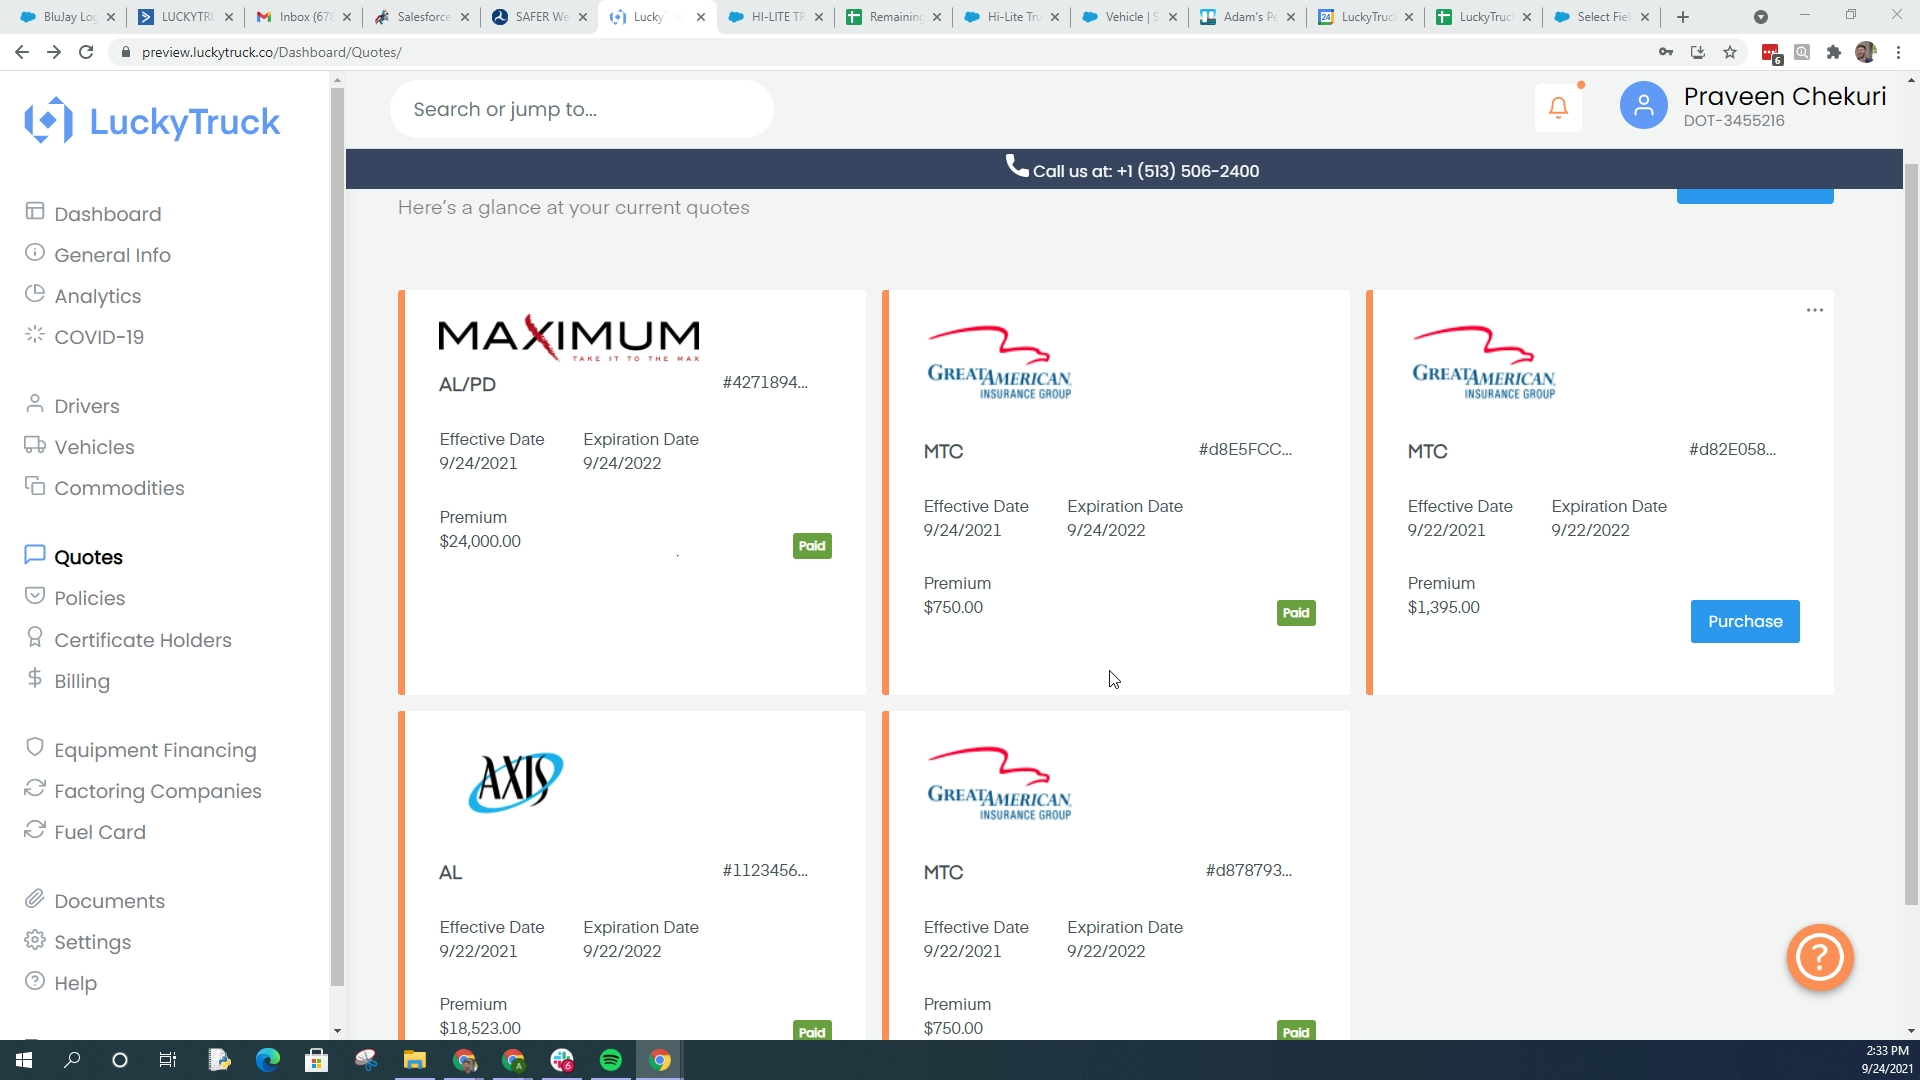 BluJay Log
LUCKYTRU
Inbox (678
Salesforce
SAFER We
Lucky
HI-LITE TR
Remaining
Hi-Lite Tru
Vehicle | S
Adam's Pe
LuckyTruc
LuckyTruc
Select Fiel
preview.luckytruck.co/Dashboard/Quotes/
6
LuckyTruck
Search or jump to...
Praveen Chekuri
DOT-3455216
Call us at: +1 (513) 506-2400
Here's a glance at your current quotes
Dashboard
General Info
Analytics
COVID-19
Drivers
Vehicles
Commodities
Quotes
Policies
Certificate Holders
Billing
Equipment Financing
Factoring Companies
Fuel Card
Documents
Settings
Help
MAXIMUM
TAKE IT TO THE MAX
AL/PD #4271894...
Effective Date Expiration Date
9/24/2021 9/24/2022
Premium
$24,000.00
Paid
GREATAMERICAN
INSURANCE GROUP
MTC #d8E5FCC...
Effective Date Expiration Date
9/24/2021 9/24/2022
Premium
$750.00
Paid
GREATAMERICAN
INSURANCE GROUP
MTC #d82E058...
Effective Date Expiration Date
9/22/2021 9/22/2022
Premium
$1,395.00
Purchase
AXIS
AL #1123456...
Effective Date Expiration Date
9/22/2021 9/22/2022
Premium
$18,523.00
Paid
GREATAMERICAN
INSURANCE GROUP
MTC #d878793...
Effective Date Expiration Date
9/22/2021 9/22/2022
Premium
$750.00
Paid
?
2:33 PM
9/24/2021